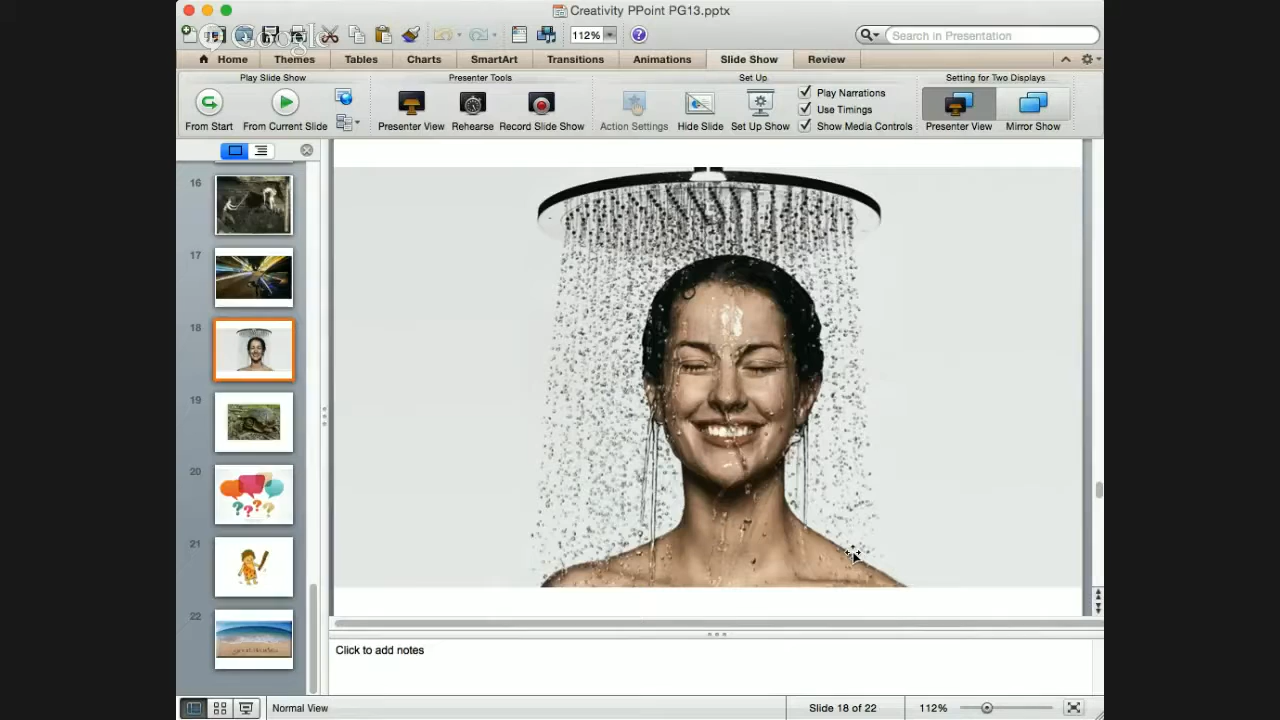 Creativity PPoint PG13.pptx
Google
112%
Search in Presentation
Home Themes Tables Charts SmartArt Transitions Animations Slide Show Review
Play Slide Show Presenter Tools Set Up Setting for Two Displays
From Start From Current Slide Presenter View Rehearse Record Slide Show Action Settings Hide Slide Set Up Show
Play Narrations
Use Timings
Show Media Controls
Presenter View Mirror Show
16
17
18
19
20
21
22
Click to add notes
Normal View Slide 18 of 22 112%